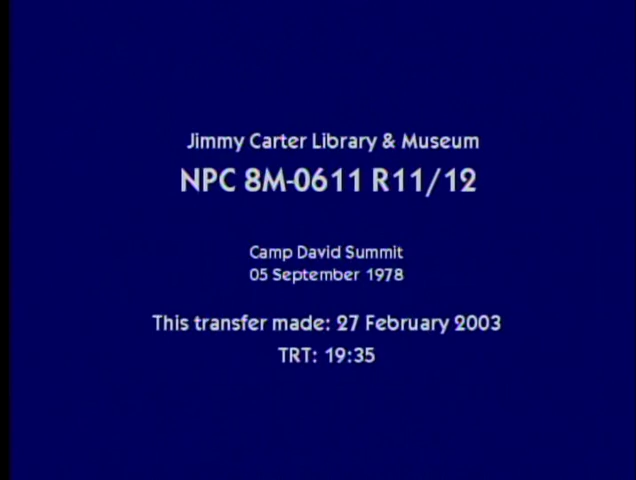 Jimmy Carter Library & Museum
NPC 8M-0611 R11/12
Camp David Summit
05 September 1978
This transfer made: 27 February 2003
TRT: 19:35